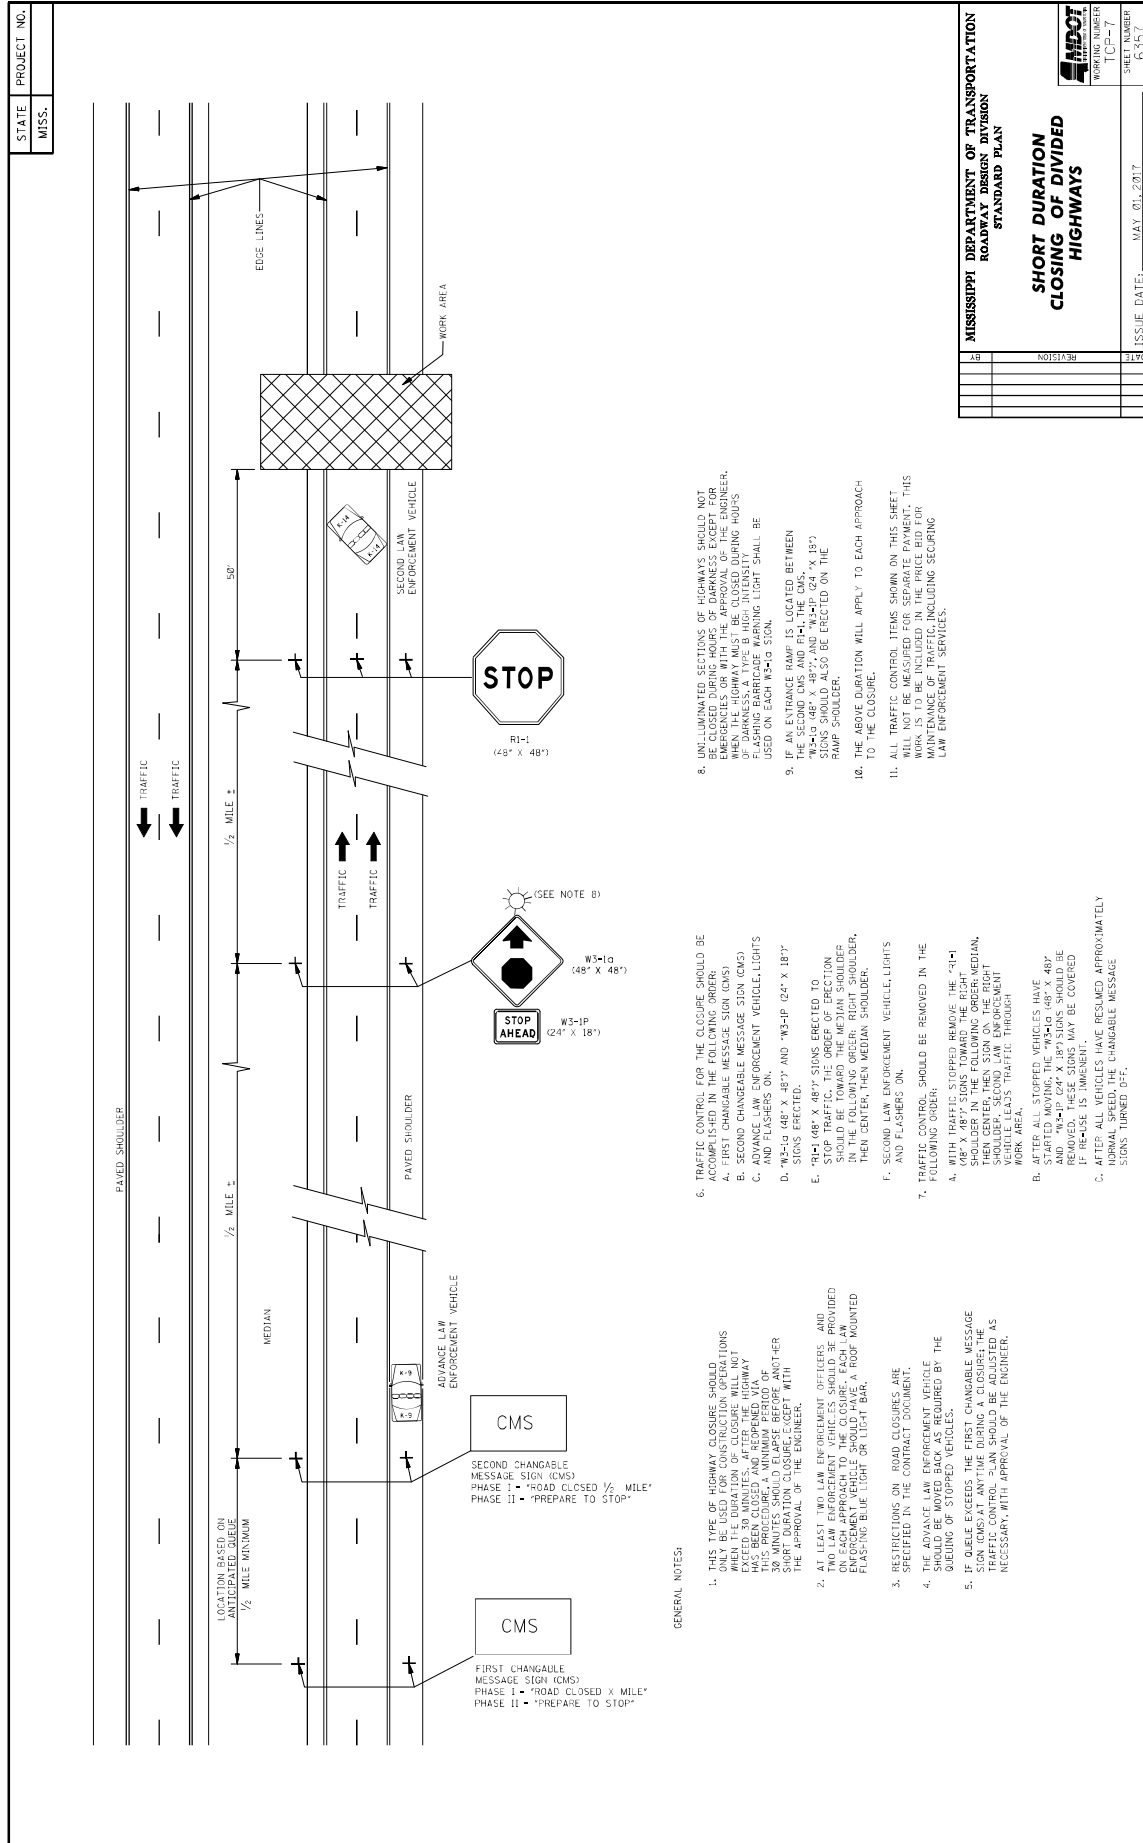 STATE PROJECT NO.
MISS.
PAVED SHOULDER
TRAFFIC
TRAFFIC
EDGE LINES
LOCATION BASED ON
ANTICIPATED QUEUE
1/2 MILE MINIMUM
1/2 MILE ±
1/2 MILE ±
50'
MEDIAN
TRAFFIC
TRAFFIC
PAVED SHOULDER
WORK AREA
K-9
K-9
ADVANCE LAW
ENFORCEMENT VEHICLE
K-14
K-14
SECOND LAW
ENFORCEMENT VEHICLE
CMS
FIRST CHANGABLE
MESSAGE SIGN (CMS)
PHASE I - "ROAD CLOSED X MILE"
PHASE II - "PREPARE TO STOP"
CMS
SECOND CHANGABLE
MESSAGE SIGN (CMS)
PHASE I - "ROAD CLOSED 1/2 MILE"
PHASE II - "PREPARE TO STOP"
(SEE NOTE 8)
W3-1a
(48" X 48")
STOP
AHEAD
W3-1P
(24" X 18")
STOP
R1-1
(48" X 48")
GENERAL NOTES:
1. THIS TYPE OF HIGHWAY CLOSURE SHOULD
ONLY BE USED FOR CONSTRUCTION OPERATIONS
WHEN THE DURATION OF CLOSURE WILL NOT
EXCEED 30 MINUTES. AFTER THE HIGHWAY
HAS BEEN CLOSED AND REOPENED VIA
THIS PROCEDURE, A MINIMUM PERIOD OF
30 MINUTES SHOULD ELAPSE BEFORE ANOTHER
SHORT DURATION CLOSURE, EXCEPT WITH
THE APPROVAL OF THE ENGINEER.
2. AT LEAST TWO LAW ENFORCEMENT OFFICERS AND
TWO LAW ENFORCEMENT VEHICLES SHOULD BE PROVIDED
ON EACH APPROACH TO THE CLOSURE. EACH LAW
ENFORCEMENT VEHICLE SHOULD HAVE A ROOF MOUNTED
FLASHING BLUE LIGHT OR LIGHT BAR.
3. RESTRICTIONS ON ROAD CLOSURES ARE
SPECIFIED IN THE CONTRACT DOCUMENT.
4. THE ADVANCE LAW ENFORCEMENT VEHICLE
SHOULD BE MOVED BACK AS REQUIRED BY THE
QUEUING OF STOPPED VEHICLES.
5. IF QUEUE EXCEEDS THE FIRST CHANGABLE MESSAGE
SIGN (CMS) AT ANYTIME DURING A CLOSURE; THE
TRAFFIC CONTROL PLAN SHOULD BE ADJUSTED AS
NECESSARY, WITH APPROVAL OF THE ENGINEER.
6. TRAFFIC CONTROL FOR THE CLOSURE SHOULD BE
ACCOMPLISHED IN THE FOLLOWING ORDER:
A. FIRST CHANGABLE MESSAGE SIGN (CMS)
B. SECOND CHANGEABLE MESSAGE SIGN (CMS)
C. ADVANCE LAW ENFORCEMENT VEHICLE, LIGHTS
AND FLASHERS ON.
D. "W3-1a (48" X 48")" AND "W3-1P (24" X 18")"
SIGNS ERECTED.
E. "R1-1 (48" X 48")" SIGNS ERECTED TO
STOP TRAFFIC. THE ORDER OF ERECTION
SHOULD BE TOWARD THE MEDIAN SHOULDER
IN THE FOLLOWING ORDER: RIGHT SHOULDER,
THEN CENTER, THEN MEDIAN SHOULDER.
F. SECOND LAW ENFORCEMENT VEHICLE, LIGHTS
AND FLASHERS ON.
7. TRAFFIC CONTROL SHOULD BE REMOVED IN THE
FOLLOWING ORDER:
A. WITH TRAFFIC STOPPED REMOVE THE "R1-1
(48" X 48")" SIGNS TOWARD THE RIGHT
SHOULDER IN THE FOLLOWING ORDER: MEDIAN,
THEN CENTER, THEN SIGN ON THE RIGHT
SHOULDER. SECOND LAW ENFORCEMENT
VEHICLE LEADS TRAFFIC THROUGH
WORK AREA.
B. AFTER ALL STOPPED VEHICLES HAVE
STARTED MOVING, THE "W3-1a (48" X 48)"
AND "W3-1P (24" X 18") SIGNS SHOULD BE
REMOVED. THESE SIGNS MAY BE COVERED
IF RE-USE IS IMMENENT.
C. AFTER ALL VEHICLES HAVE RESUMED APPROXIMATELY
NORMAL SPEED, THE CHANGABLE MESSAGE
SIGNS TURNED OFF.
8. UNILLUMINATED SECTIONS OF HIGHWAYS SHOULD NOT
BE CLOSED DURING HOURS OF DARKNESS EXCEPT FOR
EMERGENCIES OR WITH THE APPROVAL OF THE ENGINEER.
WHEN THE HIGHWAY MUST BE CLOSED DURING HOURS
OF DARKNESS, A TYPE B HIGH INTENSITY
FLASHING BARRICADE WARNING LIGHT SHALL BE
USED ON EACH W3-1a SIGN.
9. IF AN ENTRANCE RAMP IS LOCATED BETWEEN
THE SECOND CMS AND R1-1, THE CMS,
"W3-1a (48" X 48")", AND "W3-1P (24 "X 18")
SIGNS SHOULD ALSO BE ERECTED ON THE
RAMP SHOULDER.
10. THE ABOVE DURATION WILL APPLY TO EACH APPROACH
TO THE CLOSURE.
11. ALL TRAFFIC CONTROL ITEMS SHOWN ON THIS SHEET
WILL NOT BE MEASURED FOR SEPARATE PAYMENT. THIS
WORK IS TO BE INCLUDED IN THE PRICE BID FOR
MAINTENANCE OF TRAFFIC, INCLUDING SECURING
LAW ENFORCEMENT SERVICES.
BY
REVISION
DATE
MISSISSIPPI DEPARTMENT OF TRANSPORTATION
ROADWAY DESIGN DIVISION
STANDARD PLAN
SHORT DURATION
CLOSING OF DIVIDED
HIGHWAYS
ISSUE DATE: MAY 01, 2017
MDOT
WORKING NUMBER
TCP-7
SHEET NUMBER
6357